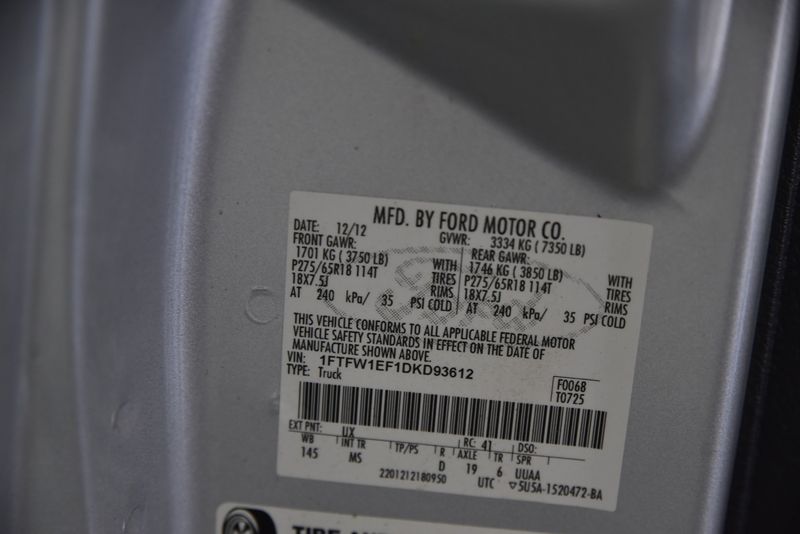 MFD. BY FORD MOTOR CO.
DATE: 12/12 GVWR: 3334 KG ( 7350 LB)
FRONT GAWR: REAR GAWR:
1701 KG ( 3750 LB) WITH 1746 KG ( 3850 LB) WITH
P275/65R18 114T TIRES P275/65R18 114T TIRES
18X7.5J RIMS 18X7.5J RIMS
AT 240 kPa/ 35 PSI COLD AT 240 kPa/ 35 PSI COLD
THIS VEHICLE CONFORMS TO ALL APPLICABLE FEDERAL MOTOR
VEHICLE SAFETY STANDARDS IN EFFECT ON THE DATE OF
MANUFACTURE SHOWN ABOVE.
VIN: 1FTFW1EF1DKD93612
TYPE: Truck
F0068
T0725
EXT PNT: UX RC: 41 DSO:
WB INT TR TP/PS R AXLE TR SPR
145 MS D 19 6 UUAA
2201212180950 UTC ▽5U5A-1520472-BA
TIRE